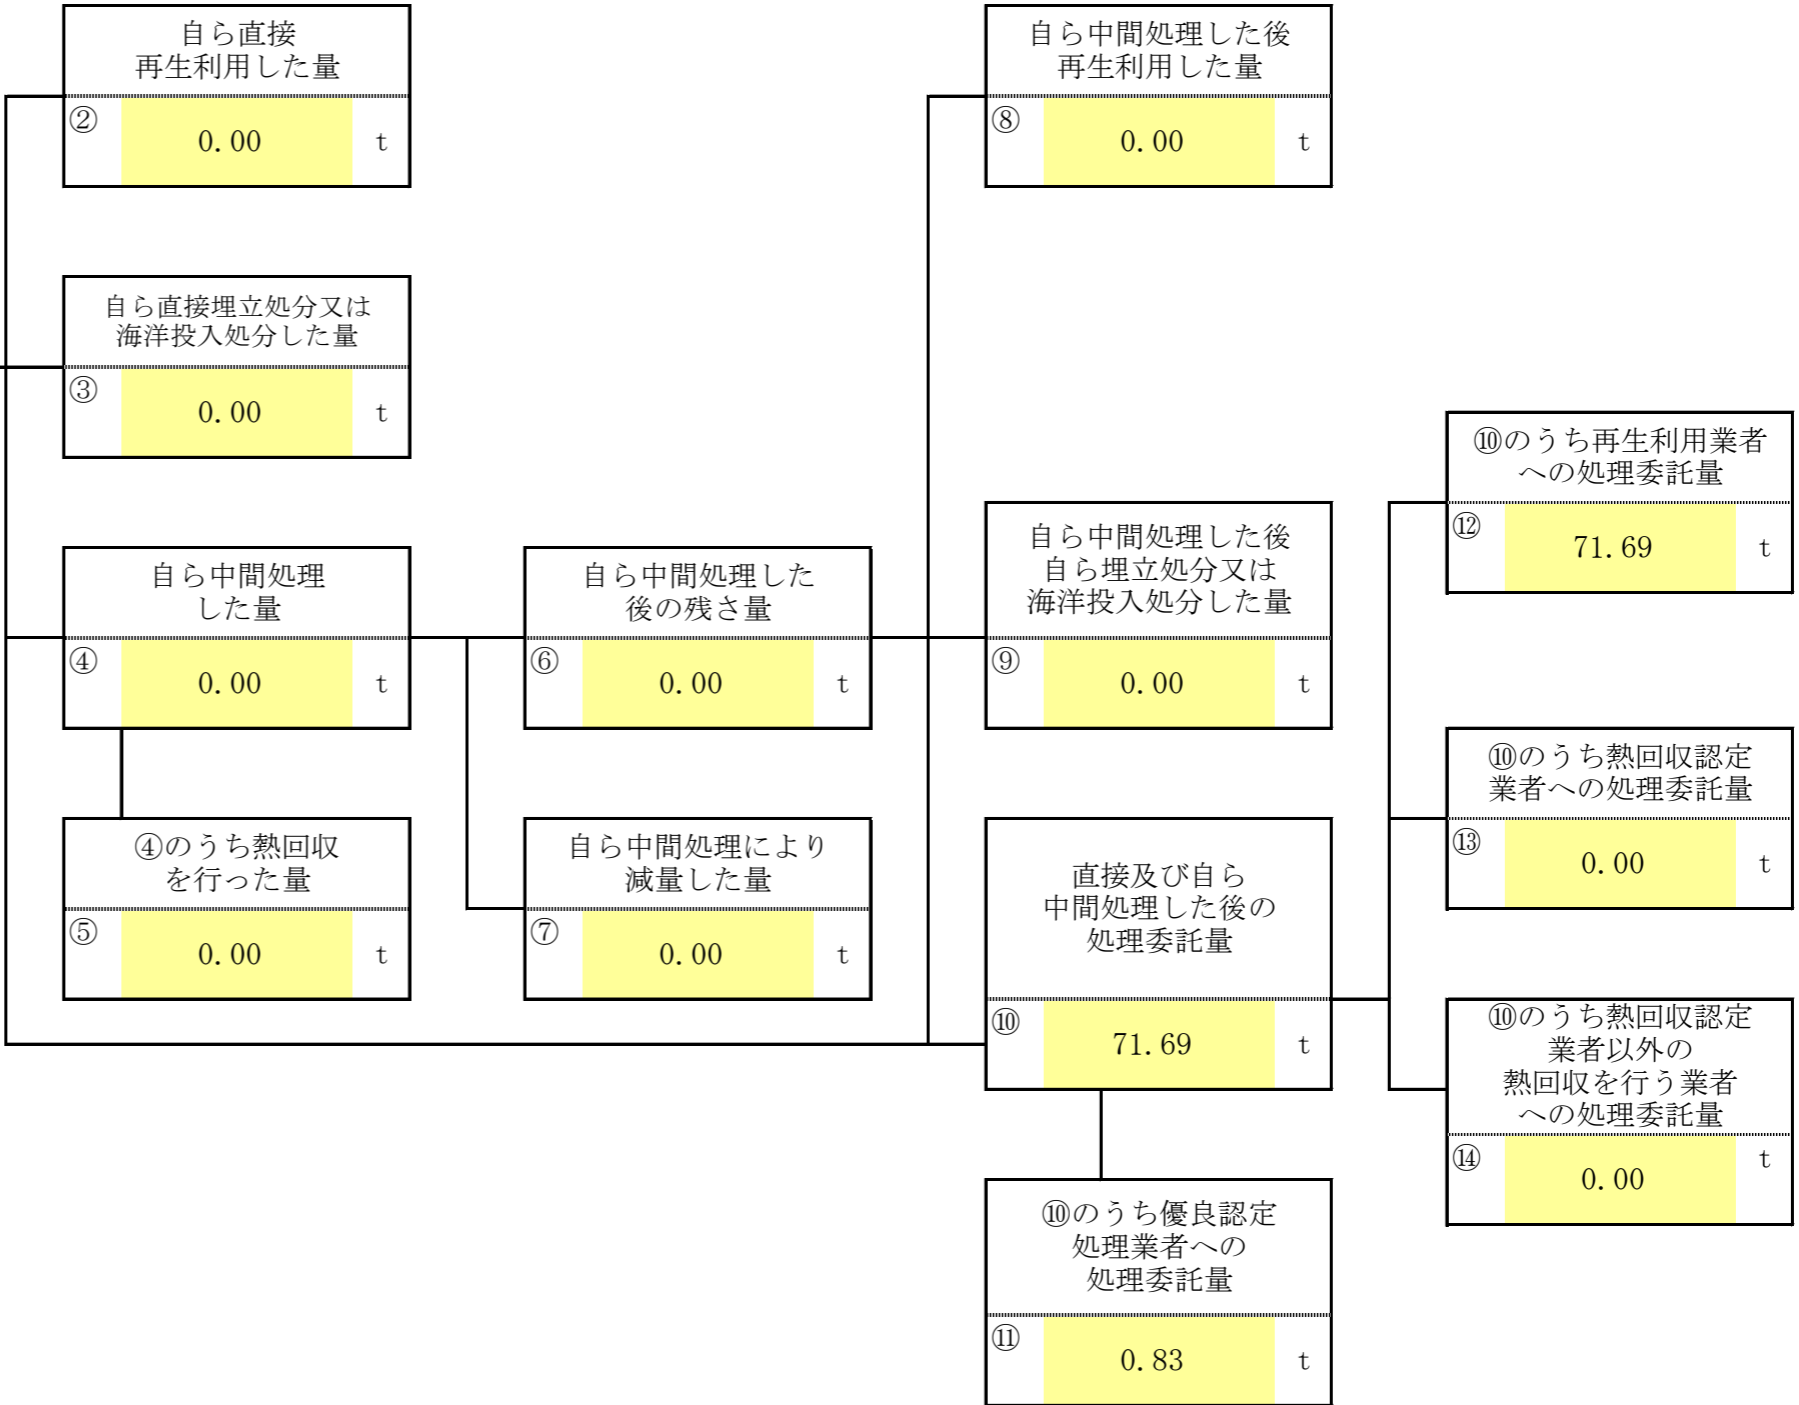 自ら直接
再生利用した量
② 0.00 t
自ら中間処理した後
再生利用した量
⑧ 0.00 t
自ら直接埋立処分又は
海洋投入処分した量
③ 0.00 t
⑩のうち再生利用業者
への処理委託量
⑫ 71.69 t
自ら中間処理
した量
④ 0.00 t
自ら中間処理した
後の残さ量
⑥ 0.00 t
自ら中間処理した後
自ら埋立処分又は
海洋投入処分した量
⑨ 0.00 t
⑩のうち熱回収認定
業者への処理委託量
⑬ 0.00 t
④のうち熱回収
を行った量
⑤ 0.00 t
自ら中間処理により
減量した量
⑦ 0.00 t
直接及び自ら
中間処理した後の
処理委託量
⑩ 71.69 t
⑩のうち熱回収認定
業者以外の
熱回収を行う業者
への処理委託量
⑭ 0.00 t
⑩のうち優良認定
処理業者への
処理委託量
⑪ 0.83 t